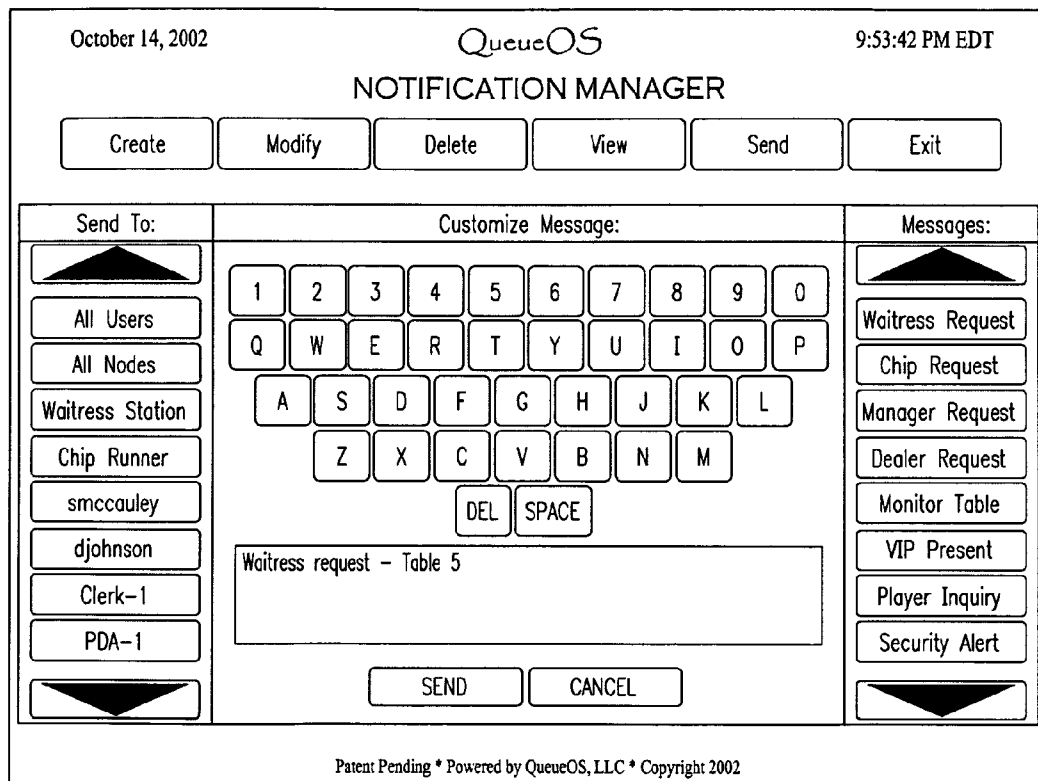 October 14, 2002 QueueOS 9:53:42 PM EDT
NOTIFICATION MANAGER
Create Modify Delete View Send Exit
Send To: Customize Message: Messages:
1 2 3 4 5 6 7 8 9 0
Q W E R T Y U I O P
A S D F G H J K L
Z X C V B N M
DEL SPACE
Waitress request – Table 5
SEND CANCEL
All Users
All Nodes
Waitress Station
Chip Runner
smccauley
djohnson
Clerk–1
PDA–1
Waitress Request
Chip Request
Manager Request
Dealer Request
Monitor Table
VIP Present
Player Inquiry
Security Alert
Patent Pending * Powered by QueueOS, LLC * Copyright 2002